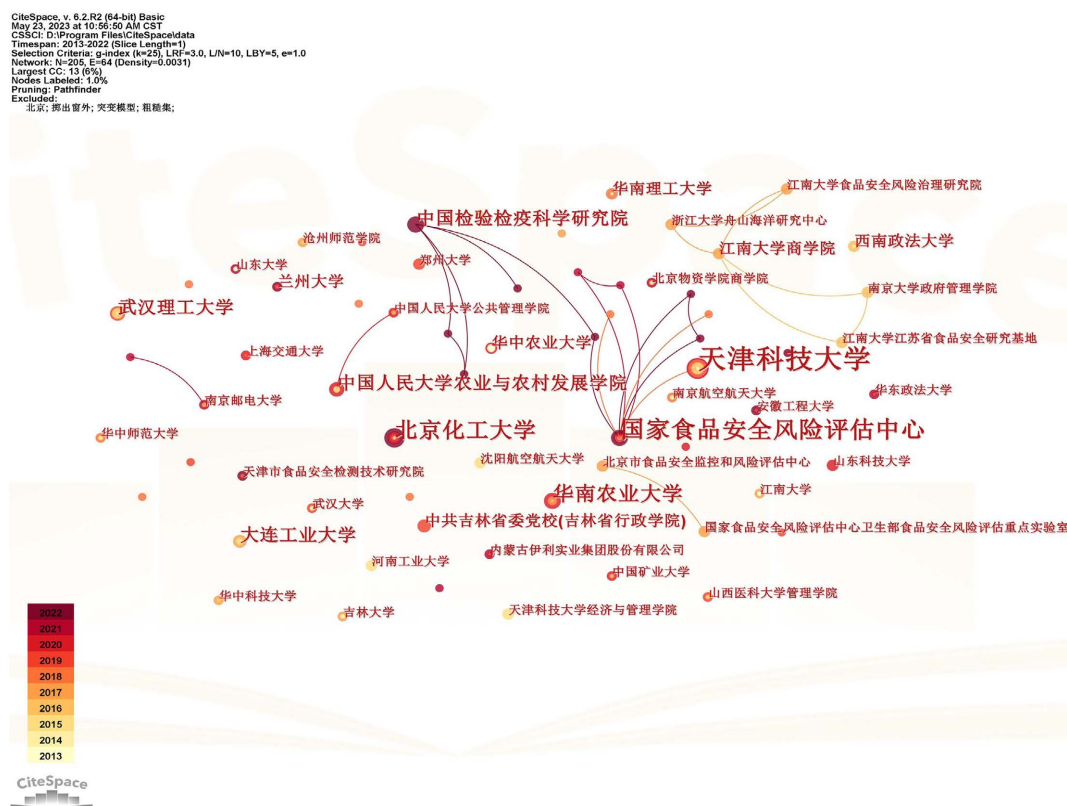 CiteSpace, v. 6.2.R2 (64-bit) Basic
May 23, 2023 at 10:56:50 AM CST
CSSCI: D:\Program Files\CiteSpace\data
Timespan: 2013-2022 (Slice Length=1)
Selection Criteria: g-index (k=25), LRF=3.0, L/N=10, LBY=5, e=1.0
Network: N=205, E=64 (Density=0.0031)
Largest CC: 13 (6%)
Nodes Labeled: 1.0%
Pruning: Pathfinder
Excluded:
北京; 掷出窗外; 突变模型; 粗糙集;
江南大学食品安全风险治理研究院
华南理工大学
中国检验检疫科学研究院
浙江大学舟山海洋研究中心
沧州师范学院
江南大学商学院
西南政法大学
郑州大学
山东大学
兰州大学
北京物资学院商学院
南京大学政府管理学院
武汉理工大学
中国人民大学公共管理学院
江南大学江苏省食品安全研究基地
华中农业大学
上海交通大学
天津科技大学
中国人民大学农业与农村发展学院
华东政法大学
南京航空航天大学
南京邮电大学
安徽工程大学
北京化工大学
国家食品安全风险评估中心
华中师范大学
沈阳航空航天大学
北京市食品安全监控和风险评估中心
山东科技大学
天津市食品安全检测技术研究院
江南大学
华南农业大学
武汉大学
中共吉林省委党校(吉林省行政学院)
国家食品安全风险评估中心卫生部食品安全风险评估重点实验室
大连工业大学
内蒙古伊利实业集团股份有限公司
河南工业大学
中国矿业大学
华中科技大学
山西医科大学管理学院
吉林大学
天津科技大学经济与管理学院
2022
2021
2020
2019
2018
2017
2016
2015
2014
2013
CiteSpace
CiteSpace